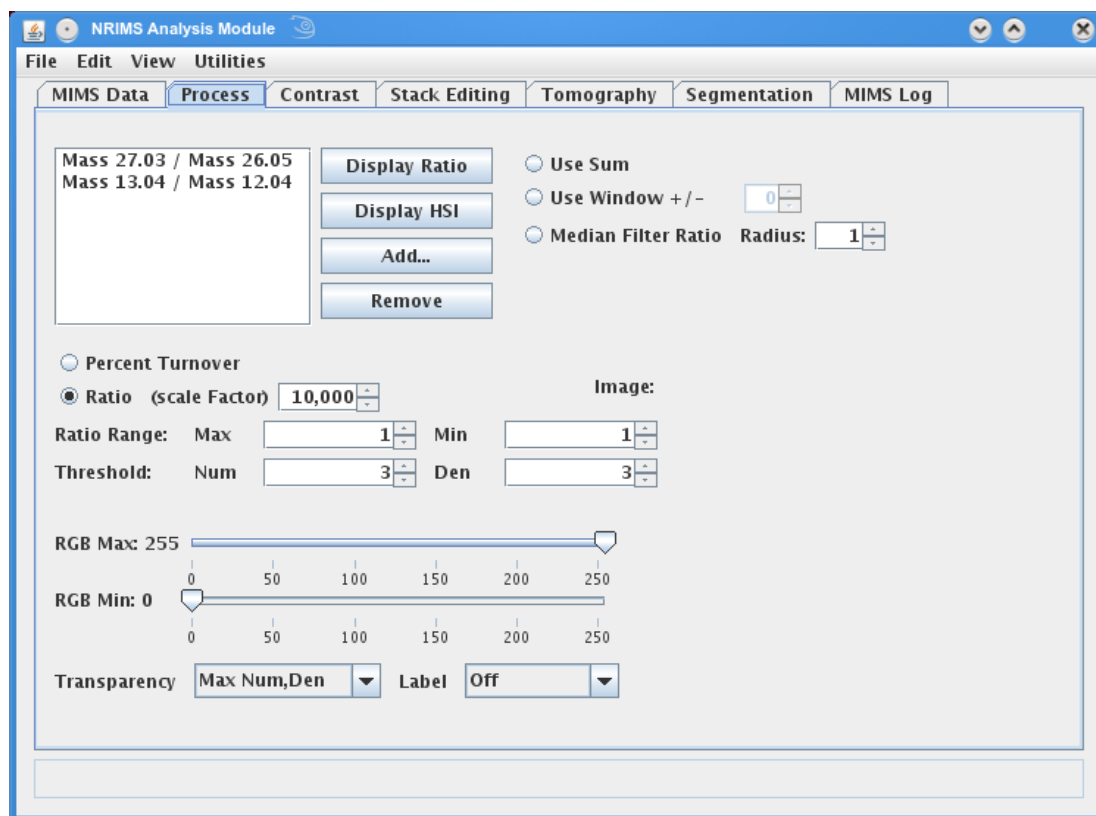 NRIMS Analysis Module
File Edit View Utilities
MIMS Data Process Contrast Stack Editing Tomography Segmentation MIMS Log
Mass 27.03 / Mass 26.05
Mass 13.04 / Mass 12.04
Display Ratio
Display HSI
Add...
Remove
Use Sum
Use Window +/- 0
Median Filter Ratio Radius: 1
Percent Turnover
Ratio (scale Factor) 10,000
Image:
Ratio Range: Max 1 Min 1
Threshold: Num 3 Den 3
RGB Max: 255
0 50 100 150 200 250
RGB Min: 0
0 50 100 150 200 250
Transparency Max Num,Den Label Off